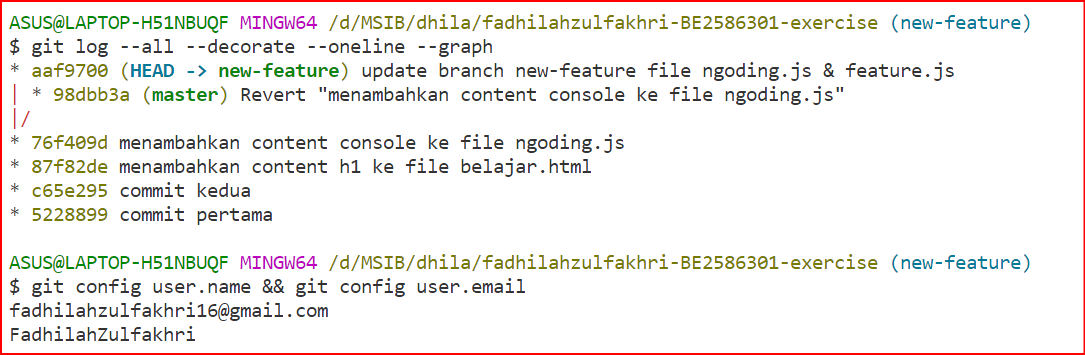 ASUS@LAPTOP-H51NBUQF MINGW64 /d/MSIB/dhila/fadhilahzulfakhri-BE2586301-exercise (new-feature)
$ git log --all --decorate --oneline --graph
* aaf9700 (HEAD -> new-feature) update branch new-feature file ngoding.js & feature.js
| * 98dbb3a (master) Revert "menambahkan content console ke file ngoding.js"
|/
* 76f409d menambahkan content console ke file ngoding.js
* 87f82de menambahkan content h1 ke file belajar.html
* c65e295 commit kedua
* 5228899 commit pertama
ASUS@LAPTOP-H51NBUQF MINGW64 /d/MSIB/dhila/fadhilahzulfakhri-BE2586301-exercise (new-feature)
$ git config user.name && git config user.email
fadhilahzulfakhri16@gmail.com
FadhilahZulfakhri